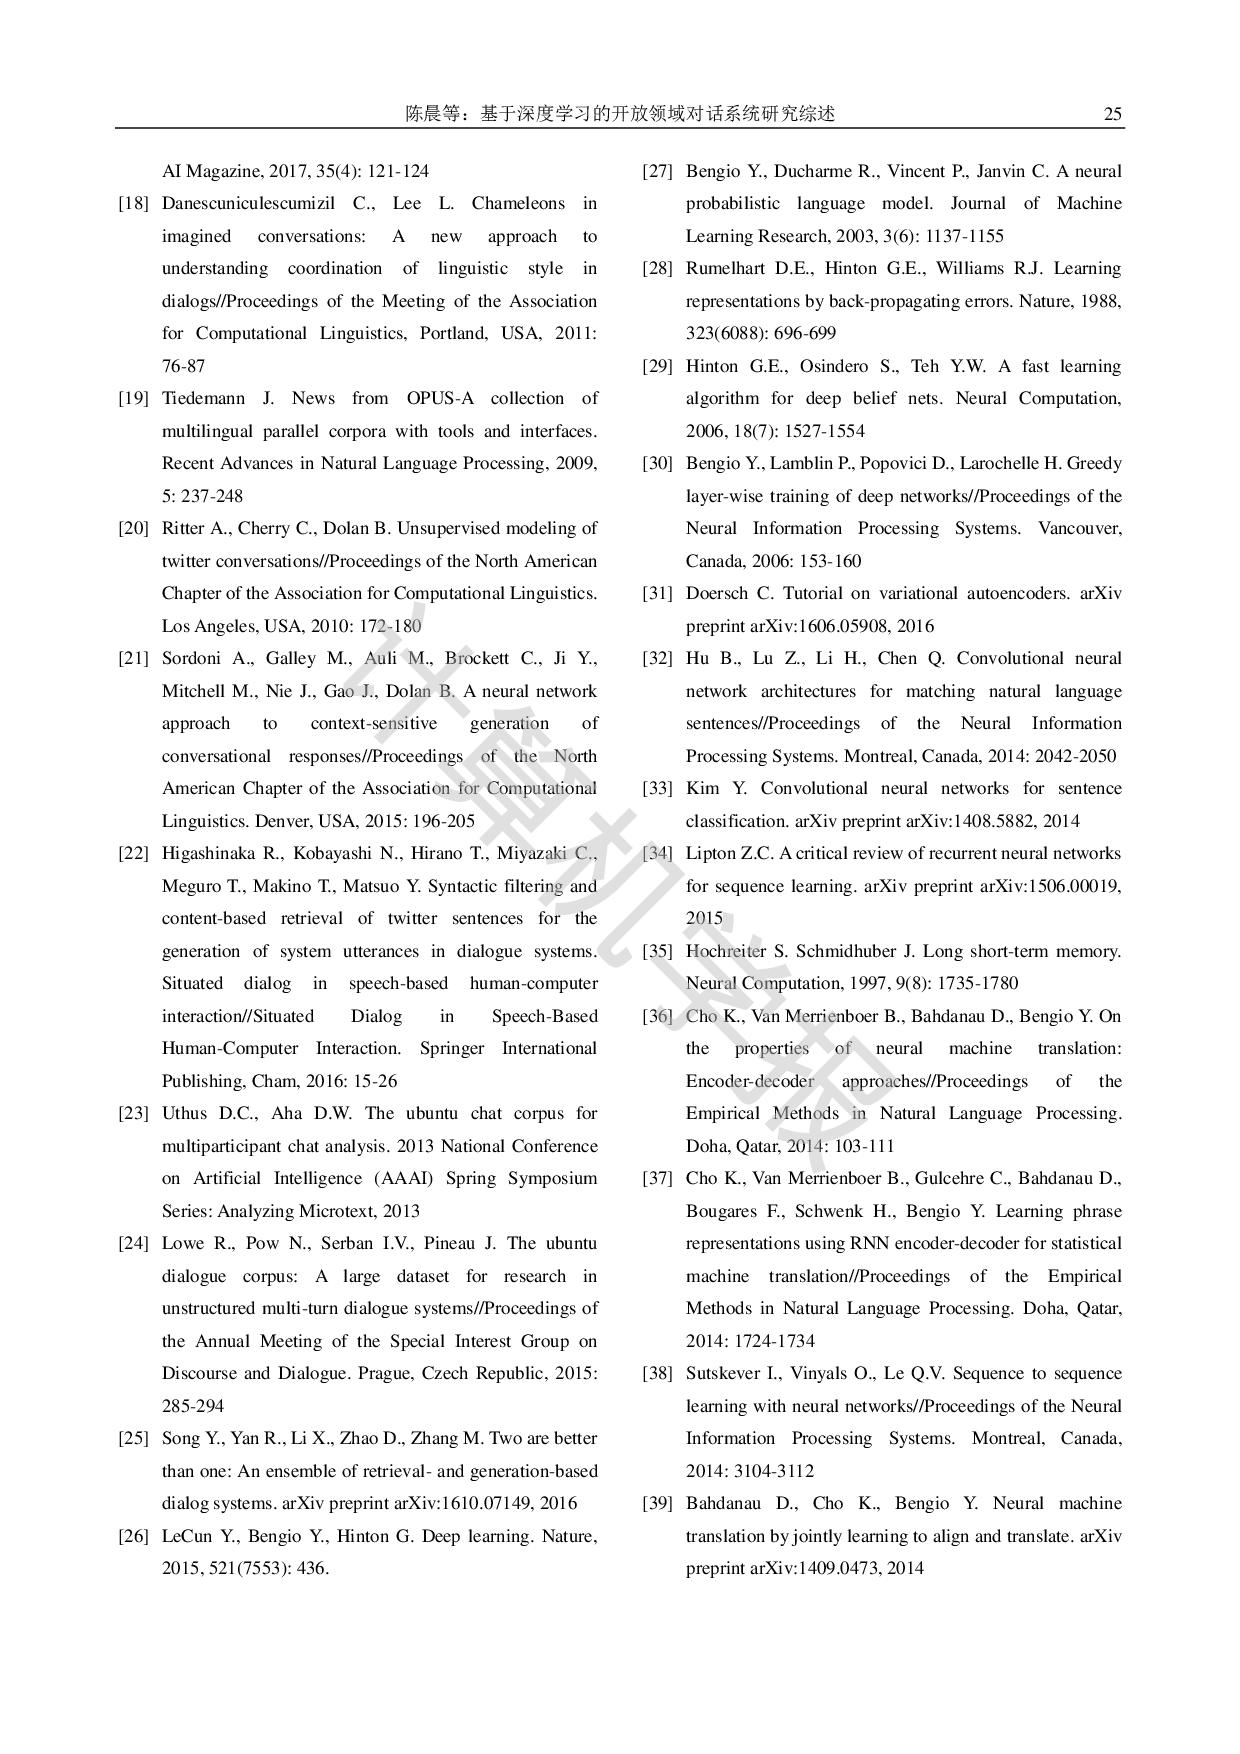 陈晨等：基于深度学习的开放领域对话系统研究综述 25
AI Magazine, 2017, 35(4): 121-124
[18] Danescuniculescumizil C., Lee L. Chameleons in
imagined conversations: A new approach to
understanding coordination of linguistic style in
dialogs//Proceedings of the Meeting of the Association
for Computational Linguistics, Portland, USA, 2011:
76-87
[19] Tiedemann J. News from OPUS-A collection of
multilingual parallel corpora with tools and interfaces.
Recent Advances in Natural Language Processing, 2009,
5: 237-248
[20] Ritter A., Cherry C., Dolan B. Unsupervised modeling of
twitter conversations//Proceedings of the North American
Chapter of the Association for Computational Linguistics.
Los Angeles, USA, 2010: 172-180
[21] Sordoni A., Galley M., Auli M., Brockett C., Ji Y.,
Mitchell M., Nie J., Gao J., Dolan B. A neural network
approach to context-sensitive generation of
conversational responses//Proceedings of the North
American Chapter of the Association for Computational
Linguistics. Denver, USA, 2015: 196-205
[22] Higashinaka R., Kobayashi N., Hirano T., Miyazaki C.,
Meguro T., Makino T., Matsuo Y. Syntactic filtering and
content-based retrieval of twitter sentences for the
generation of system utterances in dialogue systems.
Situated dialog in speech-based human-computer
interaction//Situated Dialog in Speech-Based
Human-Computer Interaction. Springer International
Publishing, Cham, 2016: 15-26
[23] Uthus D.C., Aha D.W. The ubuntu chat corpus for
multiparticipant chat analysis. 2013 National Conference
on Artificial Intelligence (AAAI) Spring Symposium
Series: Analyzing Microtext, 2013
[24] Lowe R., Pow N., Serban I.V., Pineau J. The ubuntu
dialogue corpus: A large dataset for research in
unstructured multi-turn dialogue systems//Proceedings of
the Annual Meeting of the Special Interest Group on
Discourse and Dialogue. Prague, Czech Republic, 2015:
285-294
[25] Song Y., Yan R., Li X., Zhao D., Zhang M. Two are better
than one: An ensemble of retrieval- and generation-based
dialog systems. arXiv preprint arXiv:1610.07149, 2016
[26] LeCun Y., Bengio Y., Hinton G. Deep learning. Nature,
2015, 521(7553): 436.
[27] Bengio Y., Ducharme R., Vincent P., Janvin C. A neural
probabilistic language model. Journal of Machine
Learning Research, 2003, 3(6): 1137-1155
[28] Rumelhart D.E., Hinton G.E., Williams R.J. Learning
representations by back-propagating errors. Nature, 1988,
323(6088): 696-699
[29] Hinton G.E., Osindero S., Teh Y.W. A fast learning
algorithm for deep belief nets. Neural Computation,
2006, 18(7): 1527-1554
[30] Bengio Y., Lamblin P., Popovici D., Larochelle H. Greedy
layer-wise training of deep networks//Proceedings of the
Neural Information Processing Systems. Vancouver,
Canada, 2006: 153-160
[31] Doersch C. Tutorial on variational autoencoders. arXiv
preprint arXiv:1606.05908, 2016
[32] Hu B., Lu Z., Li H., Chen Q. Convolutional neural
network architectures for matching natural language
sentences//Proceedings of the Neural Information
Processing Systems. Montreal, Canada, 2014: 2042-2050
[33] Kim Y. Convolutional neural networks for sentence
classification. arXiv preprint arXiv:1408.5882, 2014
[34] Lipton Z.C. A critical review of recurrent neural networks
for sequence learning. arXiv preprint arXiv:1506.00019,
2015
[35] Hochreiter S. Schmidhuber J. Long short-term memory.
Neural Computation, 1997, 9(8): 1735-1780
[36] Cho K., Van Merrienboer B., Bahdanau D., Bengio Y. On
the properties of neural machine translation:
Encoder-decoder approaches//Proceedings of the
Empirical Methods in Natural Language Processing.
Doha, Qatar, 2014: 103-111
[37] Cho K., Van Merrienboer B., Gulcehre C., Bahdanau D.,
Bougares F., Schwenk H., Bengio Y. Learning phrase
representations using RNN encoder-decoder for statistical
machine translation//Proceedings of the Empirical
Methods in Natural Language Processing. Doha, Qatar,
2014: 1724-1734
[38] Sutskever I., Vinyals O., Le Q.V. Sequence to sequence
learning with neural networks//Proceedings of the Neural
Information Processing Systems. Montreal, Canada,
2014: 3104-3112
[39] Bahdanau D., Cho K., Bengio Y. Neural machine
translation by jointly learning to align and translate. arXiv
preprint arXiv:1409.0473, 2014
计算机学报